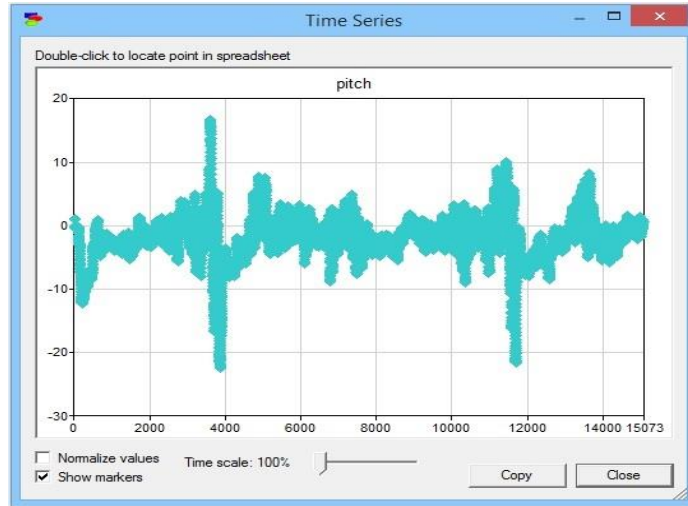 Time Series
Double-click to locate point in spreadsheet
pitch
20
10
0
-10
-20
-30
0 2000 4000 6000 8000 10000 12000 14000 15073
Normalize values
Time scale: 100%
Show markers
Copy
Close